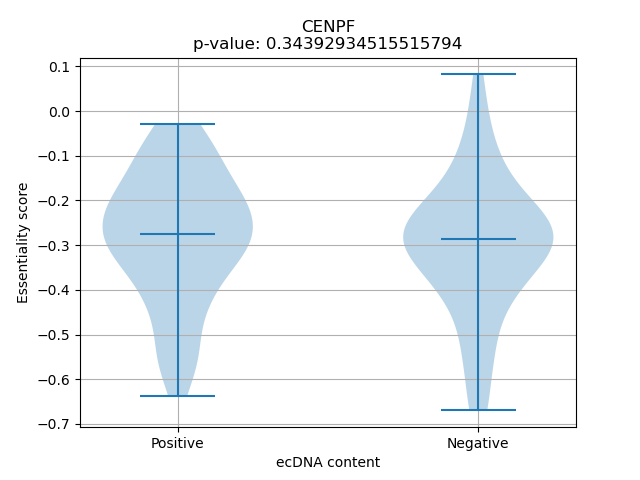 CENPF
p-value: 0.34392934515515794
0.1
0.0
−0.1
−0.2
−0.3
−0.4
−0.5
−0.6
−0.7
Essentiality score
Positive
Negative
ecDNA content